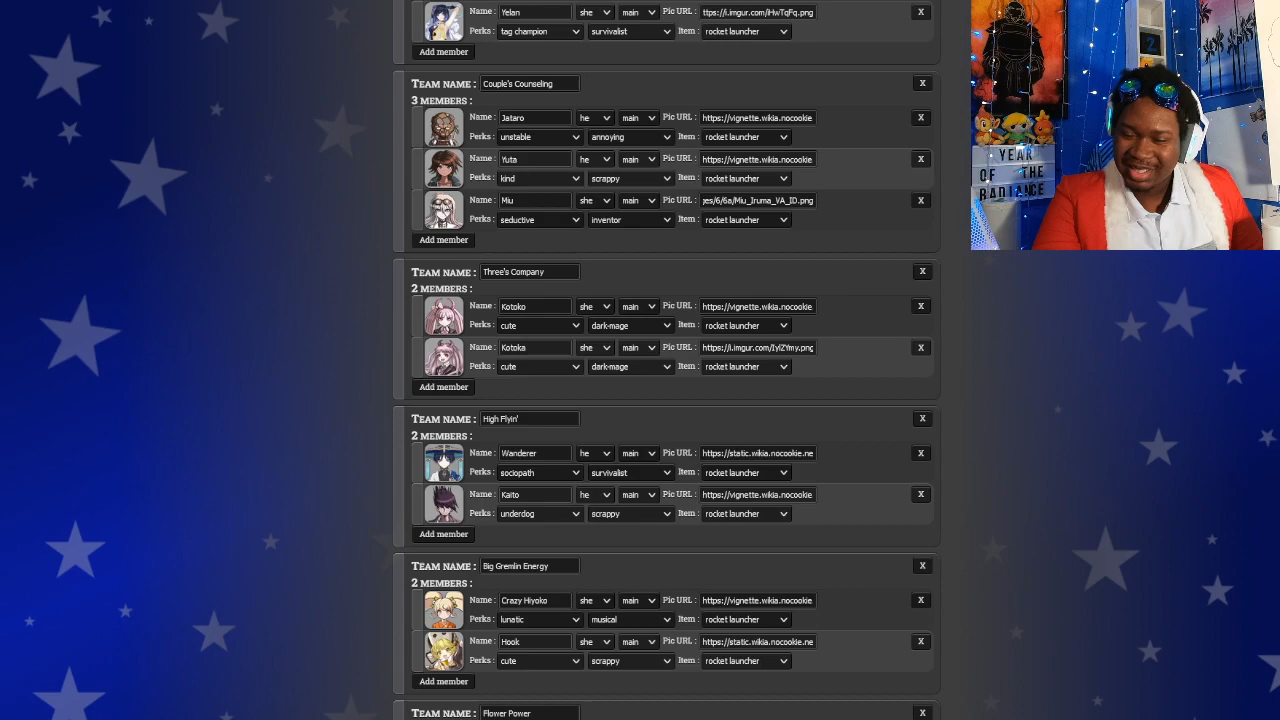 Name : Yelan she main Pic URL : ttps://i.imgur.com/iHwTqFq.png X
Perks : tag champion survivalist Item : rocket launcher
Add member
TEAM NAME : Couple's Counseling X
3 MEMBERS :
Name : Jataro he main Pic URL : https://vignette.wikia.nocookie X
Perks : unstable annoying Item : rocket launcher
Name : Yuta he main Pic URL : https://vignette.wikia.nocookie X
Perks : kind scrappy Item : rocket launcher
Name : Miu she main Pic URL : ges/6/6a/Miu_Iruma_VA_ID.png X
Perks : seductive inventor Item : rocket launcher
Add member
TEAM NAME : Three's Company X
2 MEMBERS :
Name : Kotoko she main Pic URL : https://vignette.wikia.nocookie X
Perks : cute dark-mage Item : rocket launcher
Name : Kotoka she main Pic URL : https://i.imgur.com/IylZYmy.png X
Perks : cute dark-mage Item : rocket launcher
Add member
TEAM NAME : High Flyin' X
2 MEMBERS :
Name : Wanderer he main Pic URL : https://static.wikia.nocookie.ne X
Perks : sociopath survivalist Item : rocket launcher
Name : Kaito he main Pic URL : https://vignette.wikia.nocookie X
Perks : underdog scrappy Item : rocket launcher
Add member
TEAM NAME : Big Gremlin Energy X
2 MEMBERS :
Name : Crazy Hiyoko she main Pic URL : https://vignette.wikia.nocookie X
Perks : lunatic musical Item : rocket launcher
Name : Hook she main Pic URL : https://static.wikia.nocookie.ne X
Perks : cute scrappy Item : rocket launcher
Add member
TEAM NAME : Flower Power X
2
YEAR
OF THE
RADIANCE